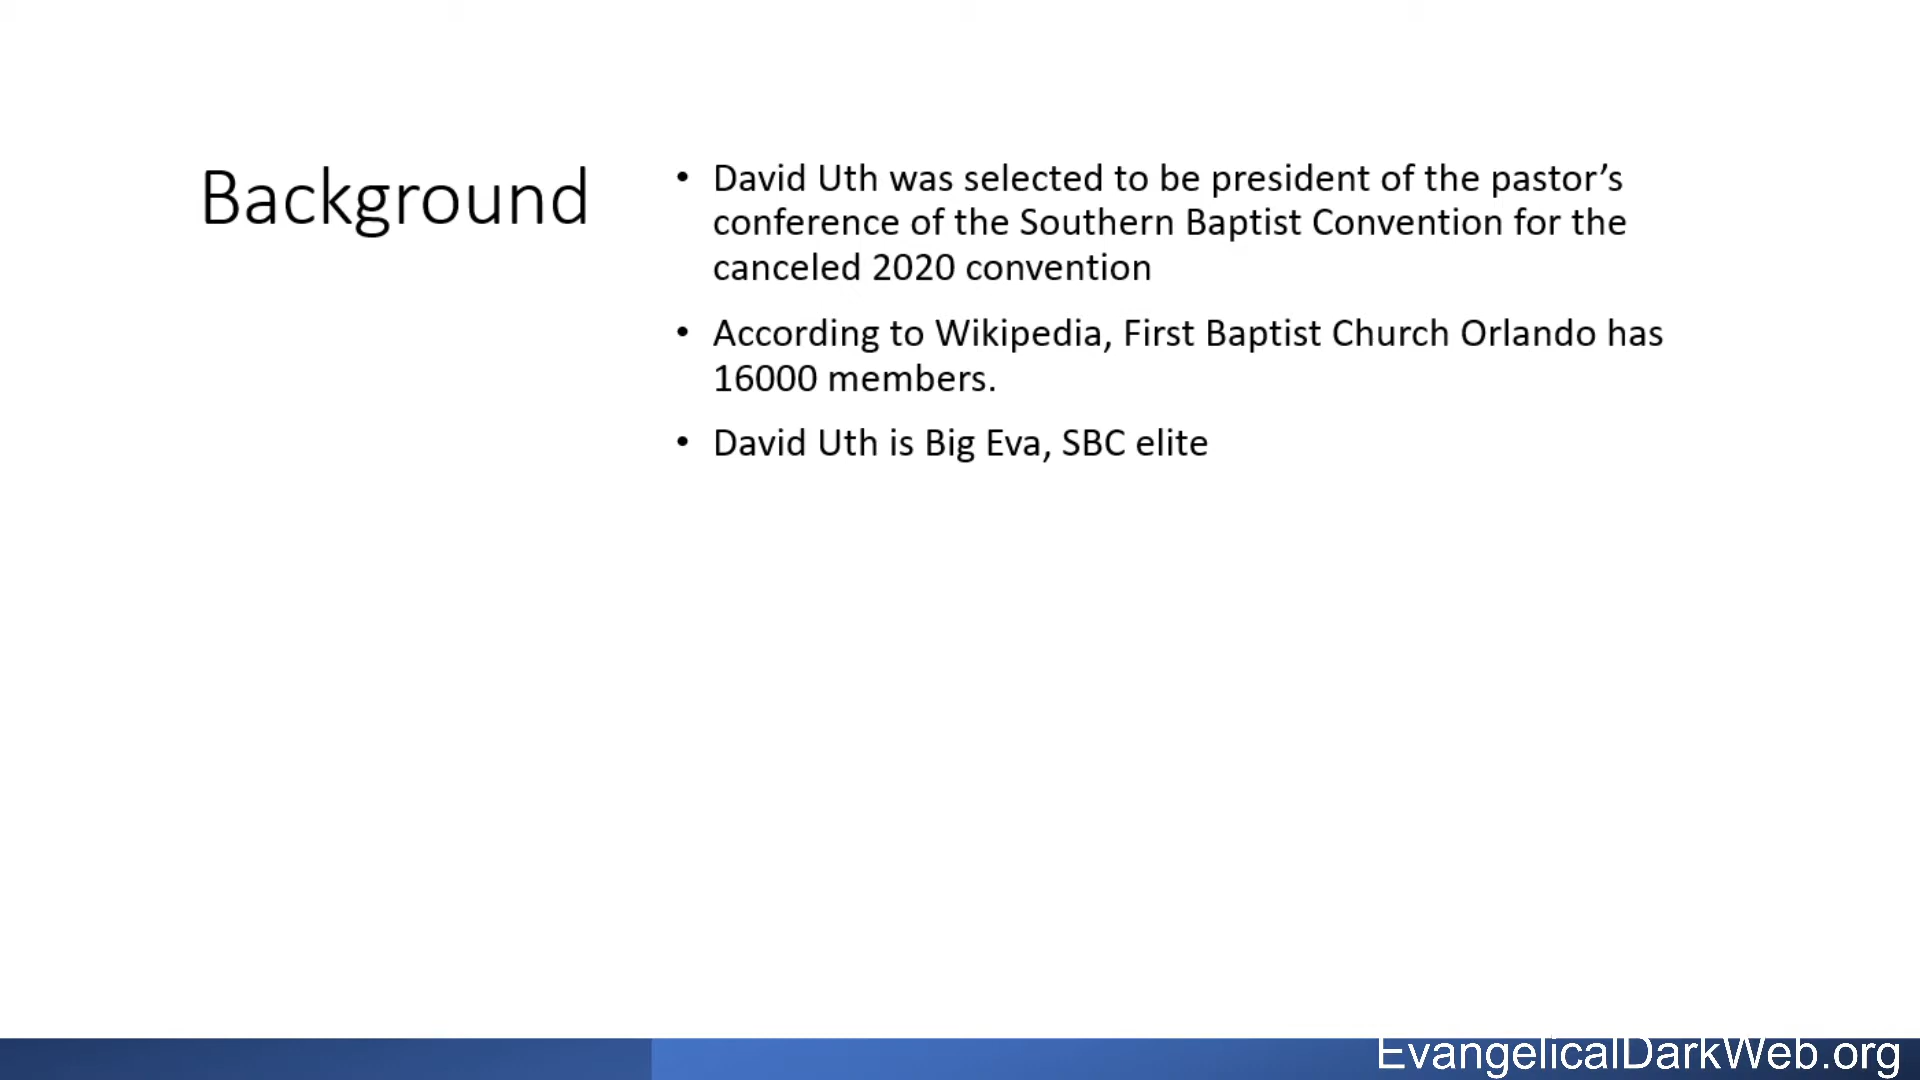 Background
• David Uth was selected to be president of the pastor’s
conference of the Southern Baptist Convention for the
canceled 2020 convention
• According to Wikipedia, First Baptist Church Orlando has
16000 members.
• David Uth is Big Eva, SBC elite
EvangelicalDarkWeb.org